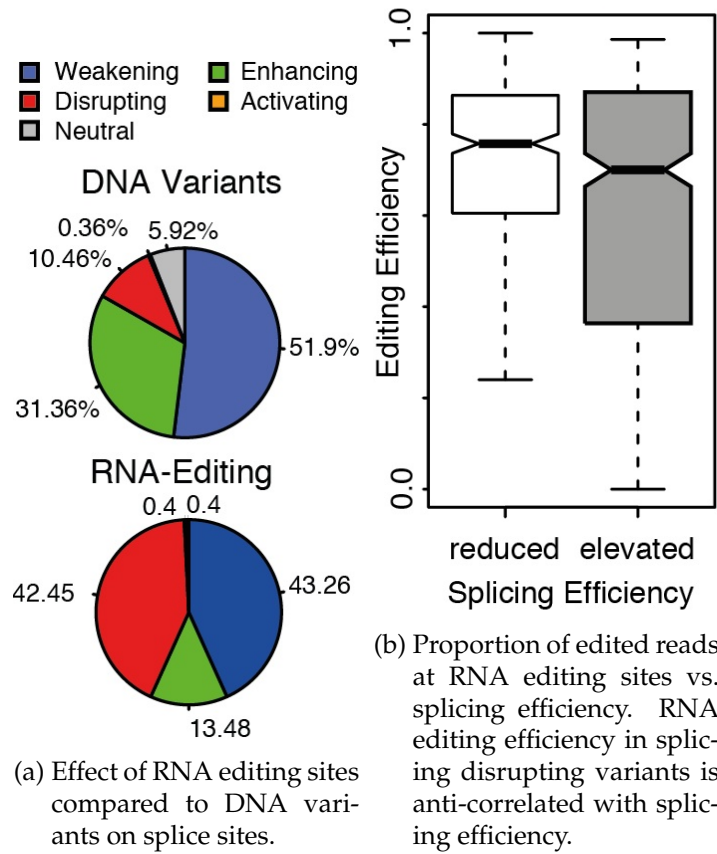 Weakening
Enhancing
Disrupting
Activating
Neutral
DNA Variants
0.36%
5.92%
10.46%
51.9%
31.36%
RNA-Editing
0.4
0.4
42.45
43.26
13.48
(a) Effect of RNA editing sites
compared to DNA vari-
ants on splice sites.
1.0
Editing Efficiency
0.0
reduced
elevated
Splicing Efficiency
(b) Proportion of edited reads
at RNA editing sites vs.
splicing efficiency. RNA
editing efficiency in splic-
ing disrupting variants is
anti-correlated with splic-
ing efficiency.